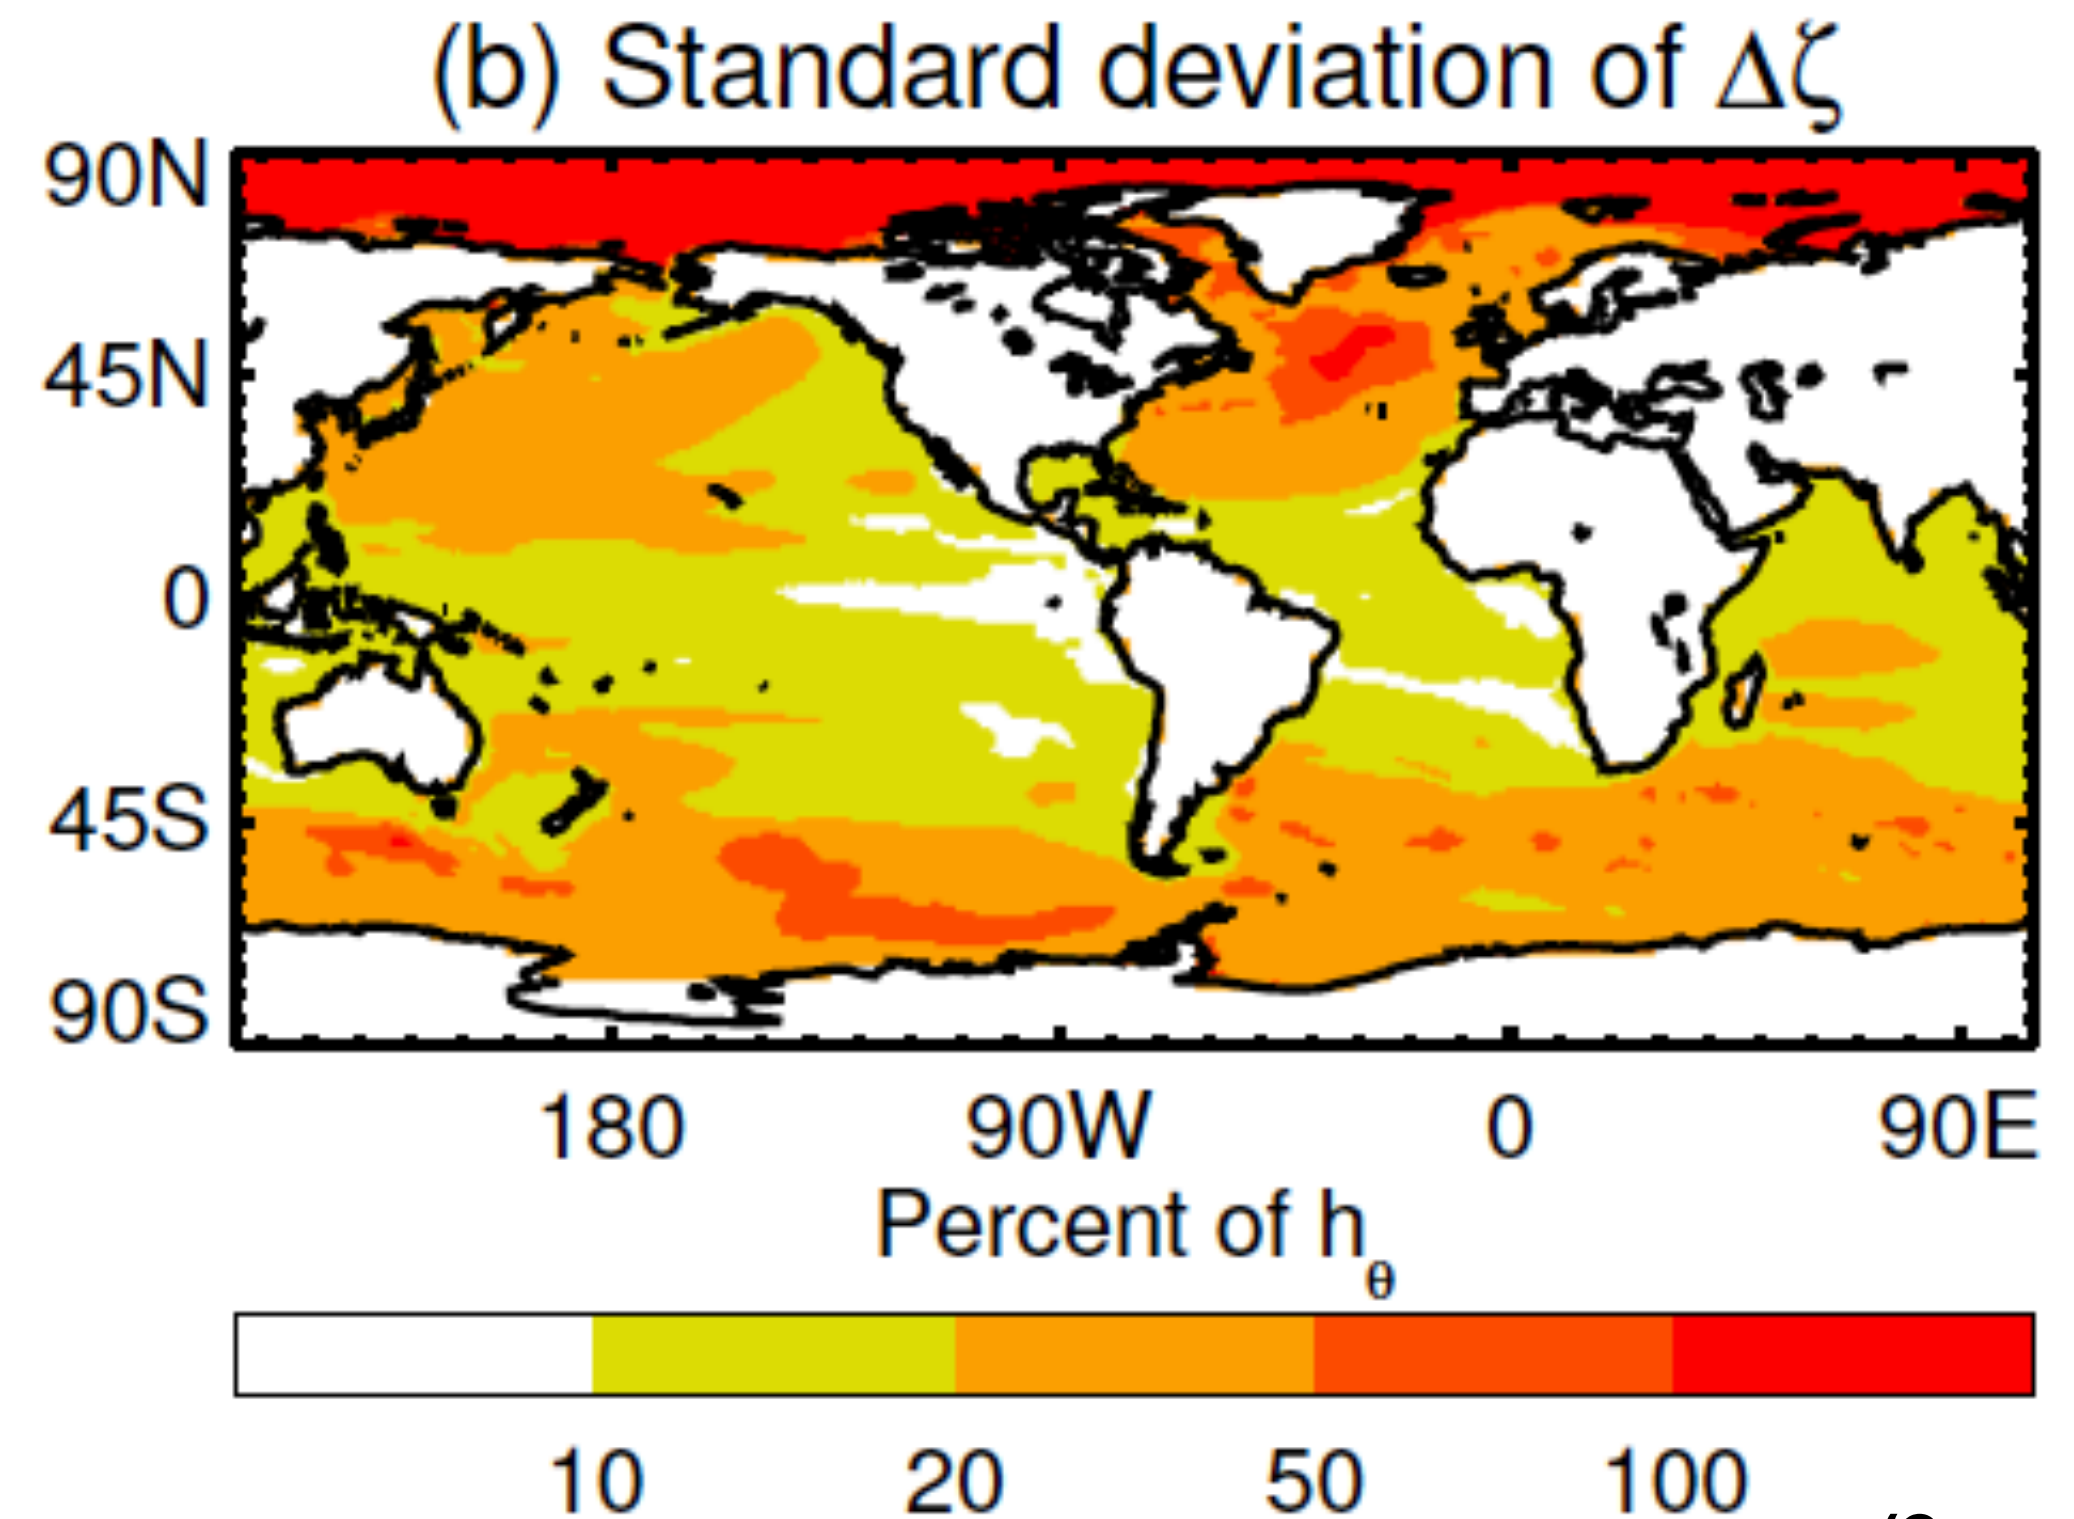 (b) Standard deviation of Δζ
90N
45N
0
45S
90S
180 90W 0 90E
Percent of hθ
10 20 50 100